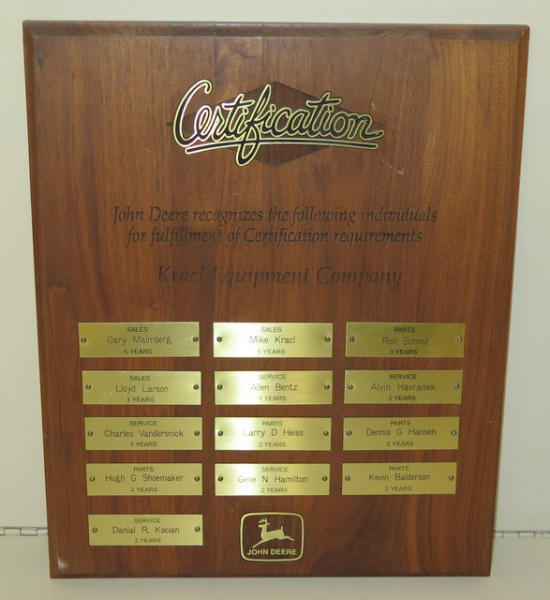 Certification
John Deere recognizes the following individuals
for fulfillment of Certification requirements
Kracl Equipment Company
SALES
Gary Malmberg
5 YEARS
SALES
Mike Kracl
5 YEARS
PARTS
Ron Schmit
3 YEARS
SALES
Lloyd Larson
3 YEARS
SERVICE
Allen Bentz
3 YEARS
SERVICE
Alvin Havranek
2 YEARS
SERVICE
Charles Vandersnick
3 YEARS
PARTS
Larry D Heiss
2 YEARS
PARTS
Dennis G Hansen
2 YEARS
PARTS
Hugh G Shoemaker
2 YEARS
SERVICE
Gene N Hamilton
2 YEARS
PARTS
Kevin Balderson
2 YEARS
SERVICE
Danial R. Kocian
2 YEARS
JOHN DEERE